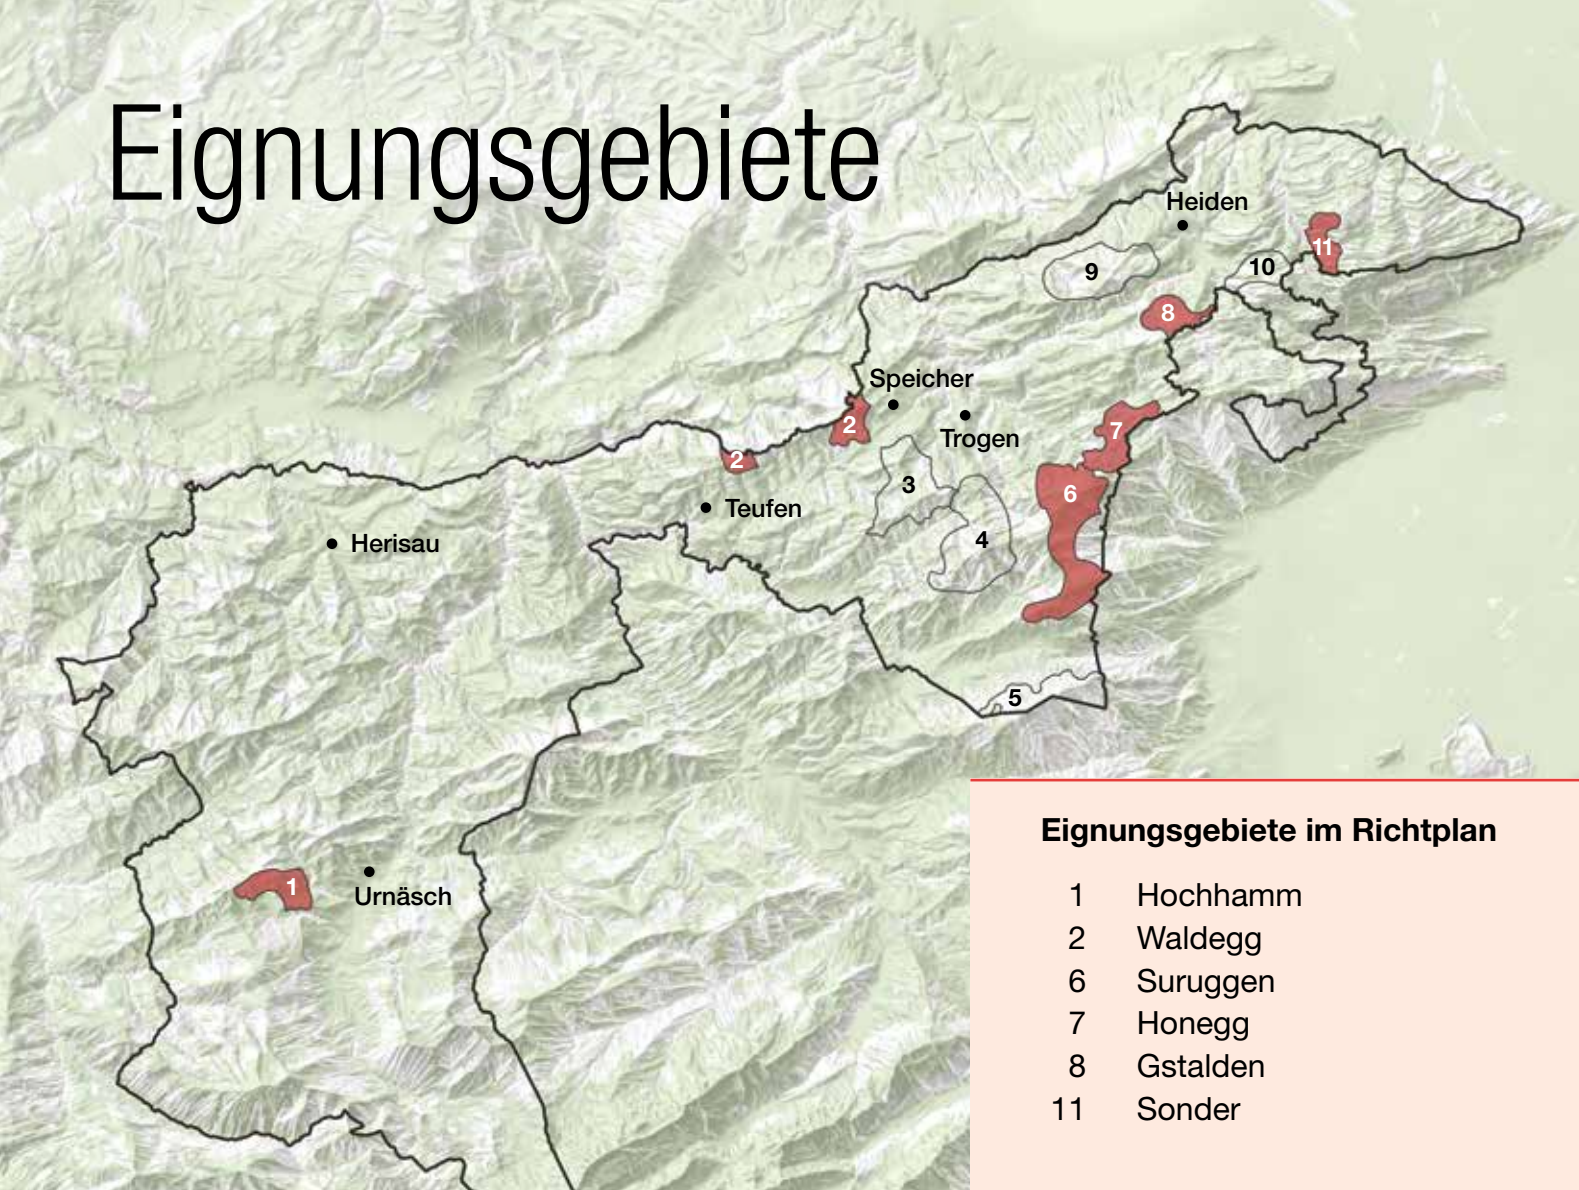 Eignungsgebiete
Heiden
11
9
10
8
Speicher
2
Trogen
7
2
3
6
Teufen
4
Herisau
5
1
Urnäsch
Eignungsgebiete im Richtplan
1 Hochhamm
2 Waldegg
6 Suruggen
7 Honegg
8 Gstalden
11 Sonder